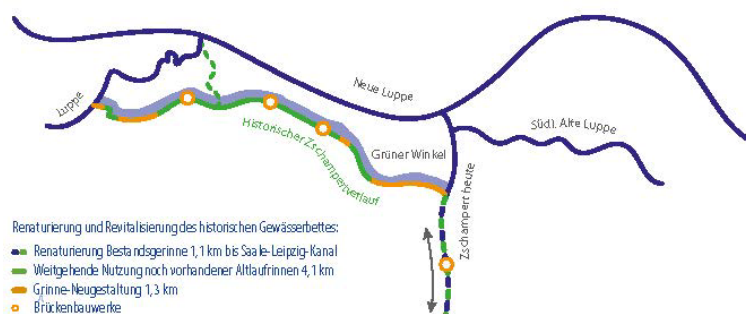 Neue Luppe
Luppe
Historischer Zschampertverlauf
Grüner Winkel
Südl. Alte Luppe
Zschampert heute
Renaturierung und Revitalisierung des historischen Gewässerbettes:
Renaturierung Bestandsgerinne 1,1 km bis Saale-Leipzig-Kanal
Weitgehende Nutzung noch vorhandener Altlaufrinnen 4,1 km
Grinne-Neugestaltung 1,3 km
Brückenbauwerke